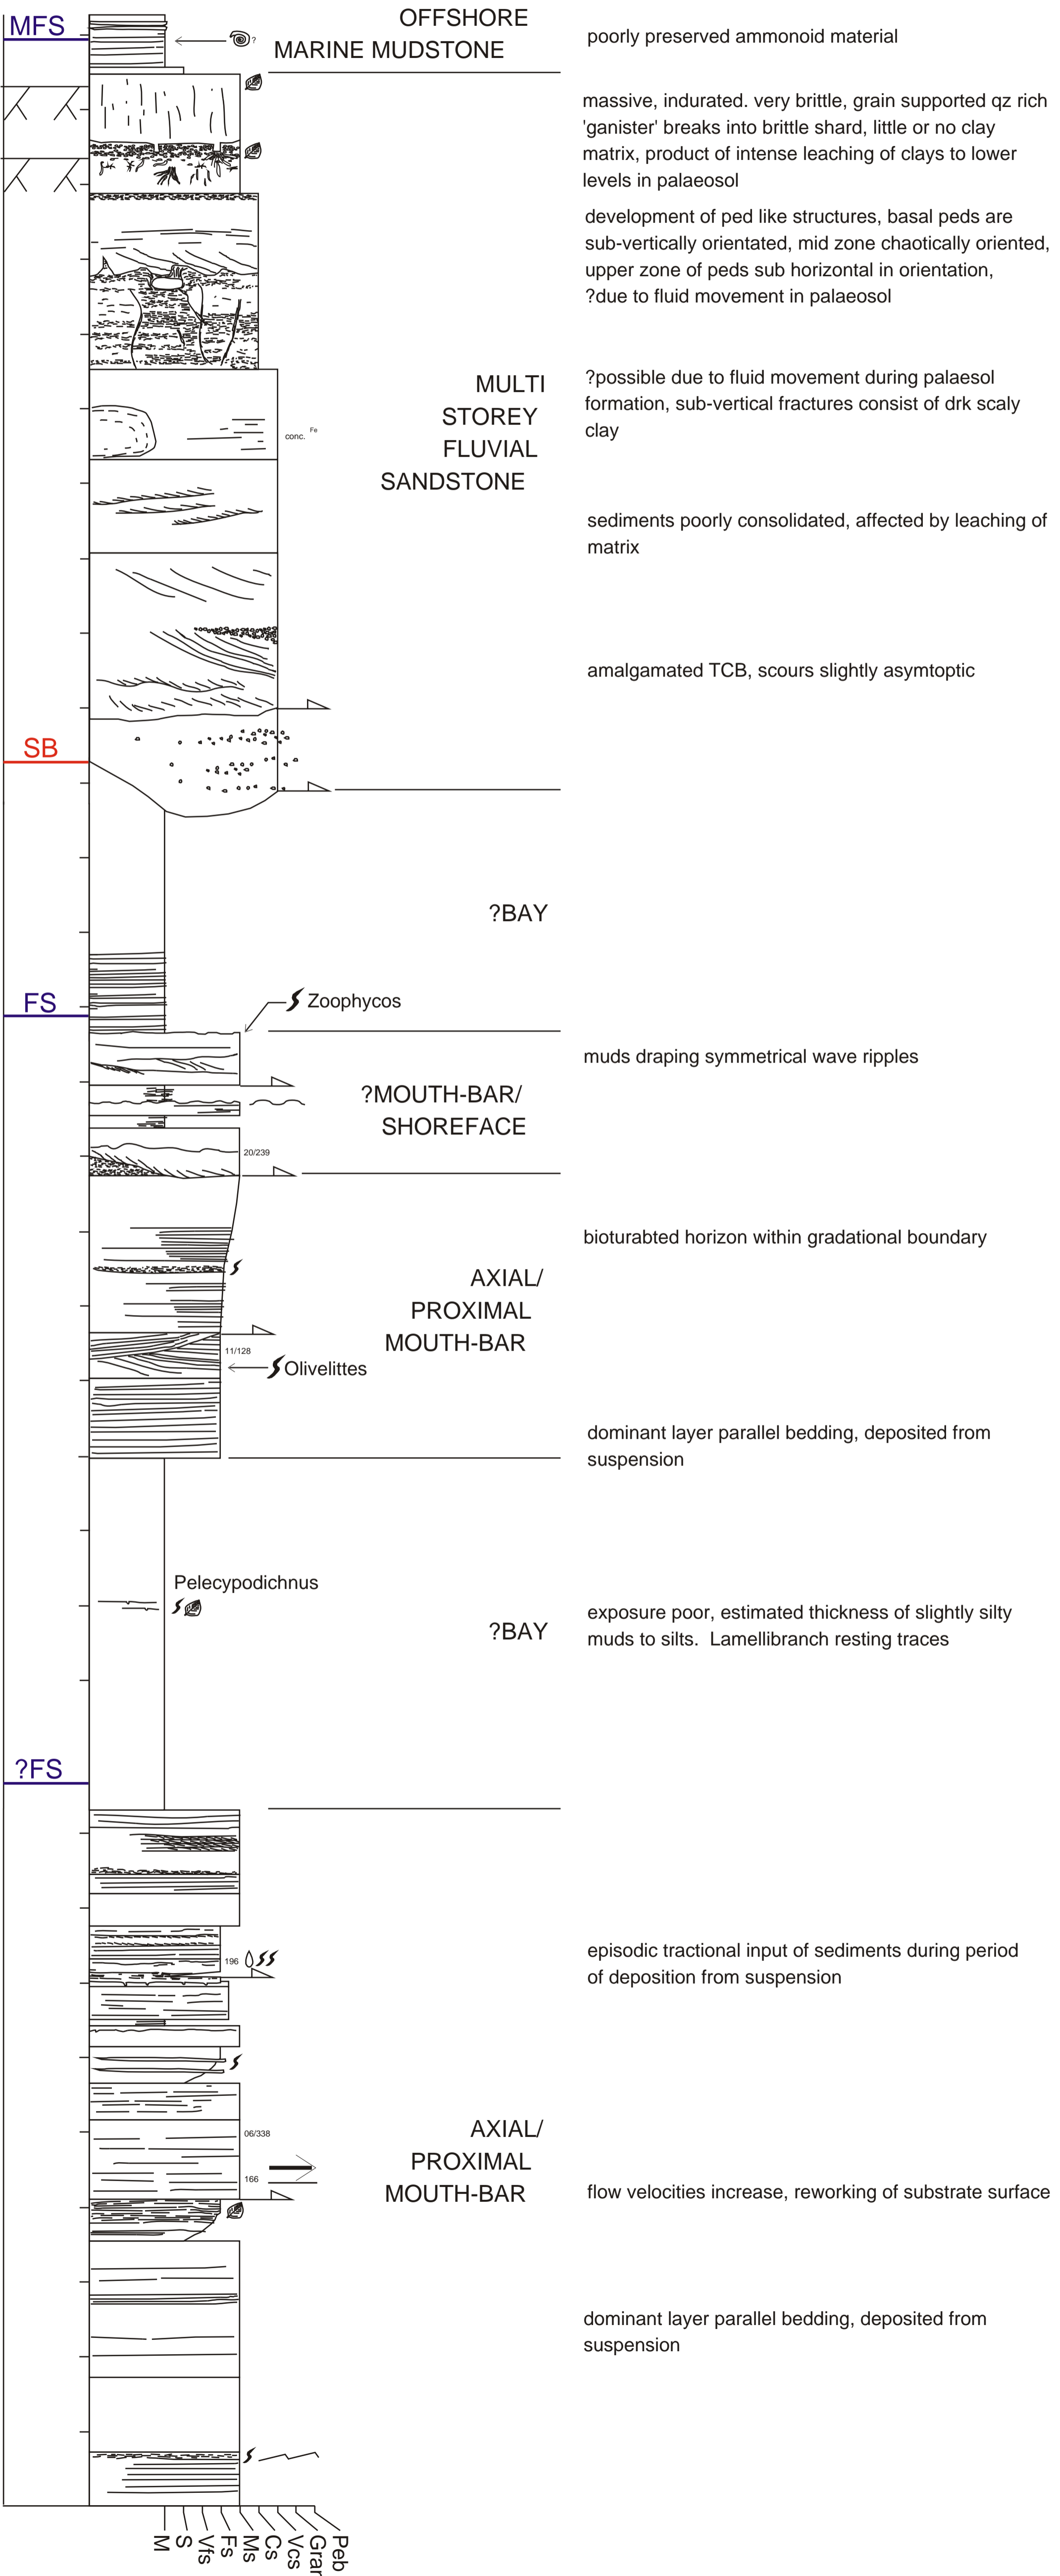 MFS
OFFSHORE
MARINE MUDSTONE
?
poorly preserved ammonoid material
massive, indurated. very brittle, grain supported qz rich
'ganister' breaks into brittle shard, little or no clay
matrix, product of intense leaching of clays to lower
levels in palaeosol
development of ped like structures, basal peds are
sub-vertically orientated, mid zone chaotically oriented,
upper zone of peds sub horizontal in orientation,
?due to fluid movement in palaeosol
MULTI
STOREY
FLUVIAL
SANDSTONE
?possible due to fluid movement during palaesol
formation, sub-vertical fractures consist of drk scaly
clay
conc. Fe
sediments poorly consolidated, affected by leaching of
matrix
amalgamated TCB, scours slightly asymtoptic
SB
?BAY
FS
Zoophycos
muds draping symmetrical wave ripples
?MOUTH-BAR/
SHOREFACE
20/239
bioturabted horizon within gradational boundary
AXIAL/
PROXIMAL
MOUTH-BAR
11/128
Olivelittes
dominant layer parallel bedding, deposited from
suspension
Pelecypodichnus
?BAY
exposure poor, estimated thickness of slightly silty
muds to silts. Lamellibranch resting traces
?FS
196
episodic tractional input of sediments during period
of deposition from suspension
06/338
166
AXIAL/
PROXIMAL
MOUTH-BAR
flow velocities increase, reworking of substrate surface
dominant layer parallel bedding, deposited from
suspension
M
S
Vfs
Fs
Ms
Cs
Vcs
Gran
Peb